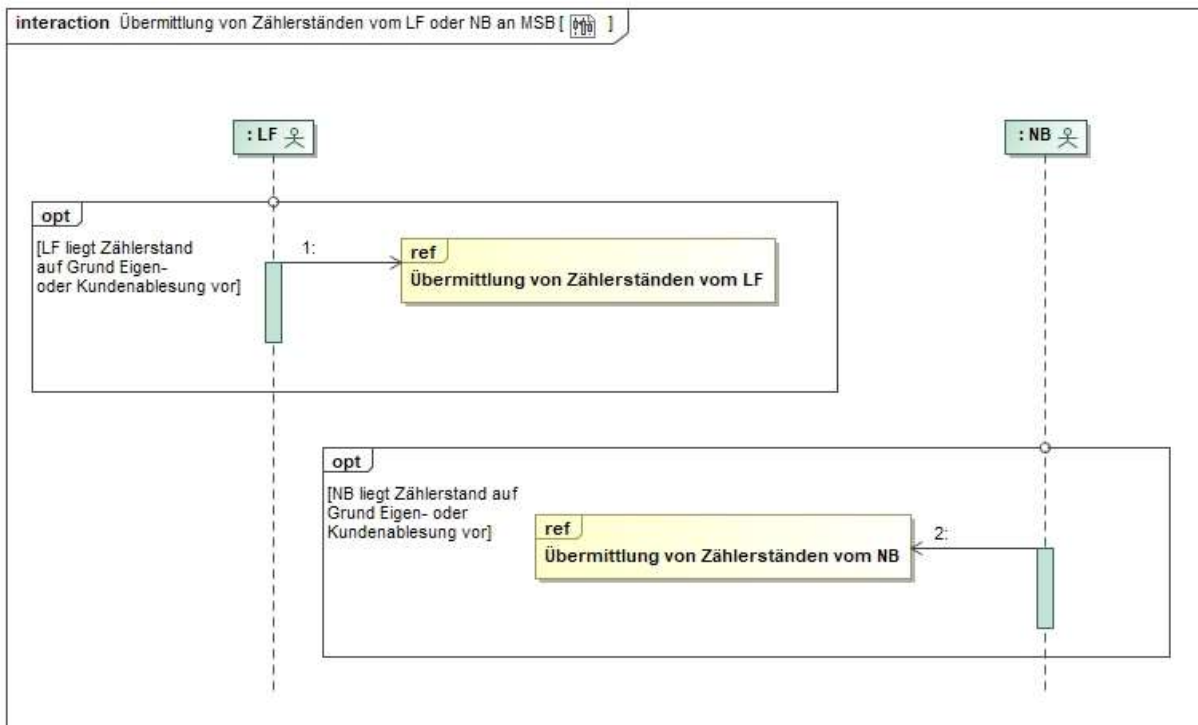 interaction Übermittlung von Zählerständen vom LF oder NB an MSB [ ]
: LF
: NB
opt
[LF liegt Zählerstand
auf Grund Eigen-
oder Kundenablesung vor]
1:
ref
Übermittlung von Zählerständen vom LF
opt
[NB liegt Zählerstand auf
Grund Eigen- oder
Kundenablesung vor]
ref
Übermittlung von Zählerständen vom NB
2: